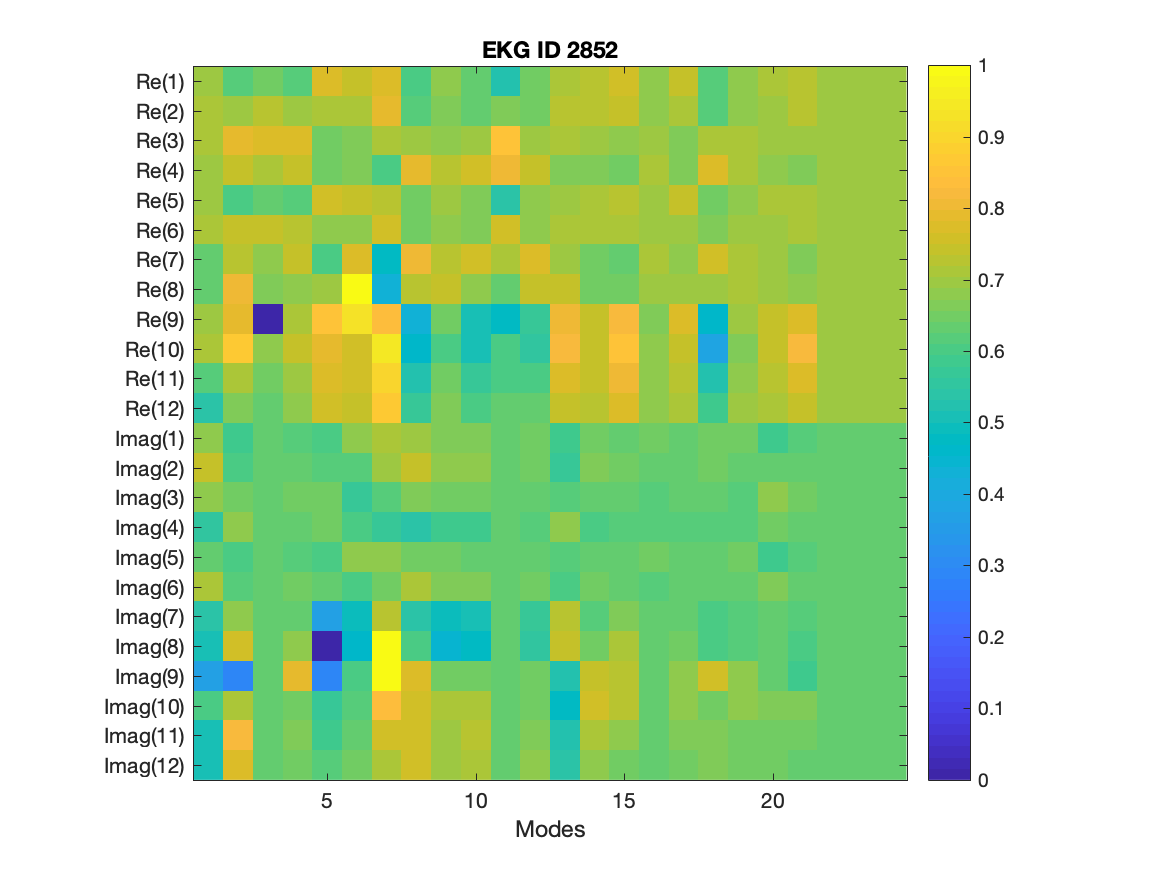 EKG ID 2852
Re(1)
Re(2)
Re(3)
Re(4)
Re(5)
Re(6)
Re(7)
Re(8)
Re(9)
Re(10)
Re(11)
Re(12)
Imag(1)
Imag(2)
Imag(3)
Imag(4)
Imag(5)
Imag(6)
Imag(7)
Imag(8)
Imag(9)
Imag(10)
Imag(11)
Imag(12)
5 10 15 20
Modes
1
0.9
0.8
0.7
0.6
0.5
0.4
0.3
0.2
0.1
0